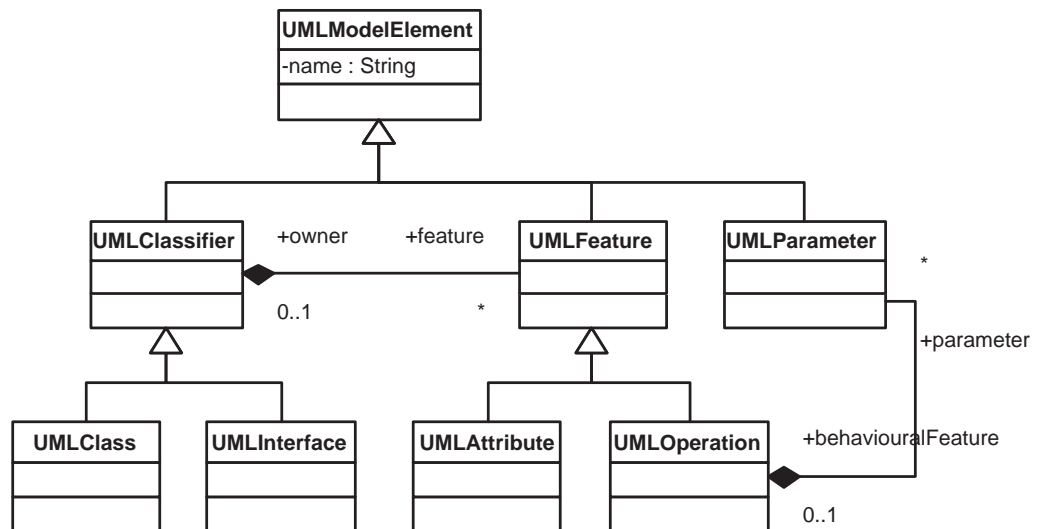 UMLModelElement
-name : String
UMLClassifier
+owner
+feature
UMLFeature
UMLParameter
*
0..1
*
+parameter
UMLClass
UMLInterface
UMLAttribute
UMLOperation
+behaviouralFeature
0..1